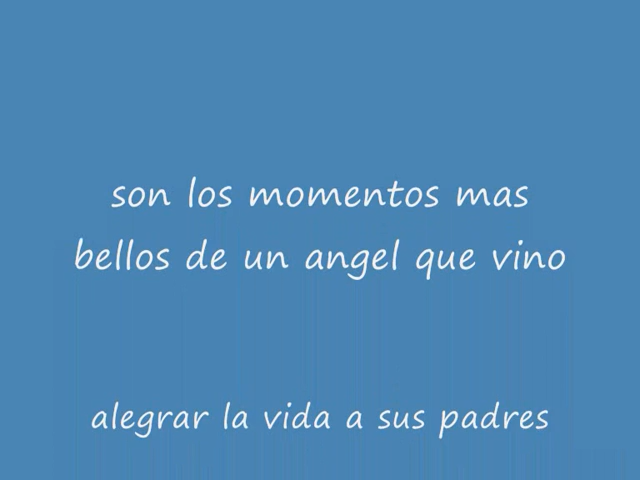 son los momentos mas
bellos de un angel que vino
alegrar la vida a sus padres